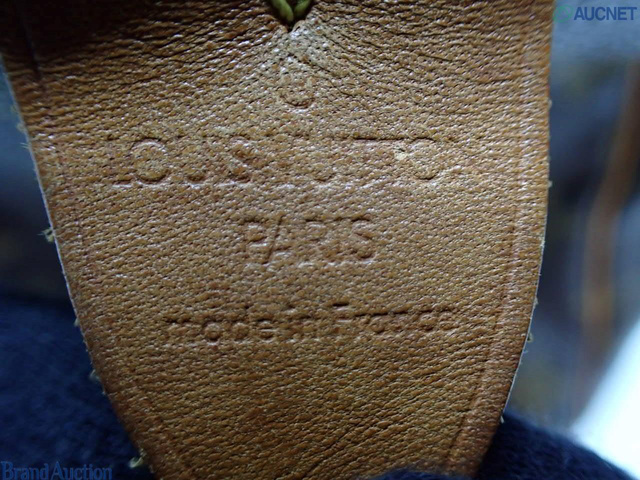 AUCNET
®
LOUIS VUITTON
PARIS
made in France
Brand Auction